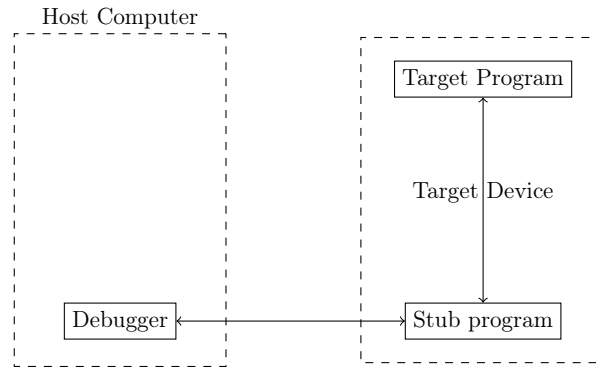 Host Computer
Target Program
Target Device
Debugger
Stub program